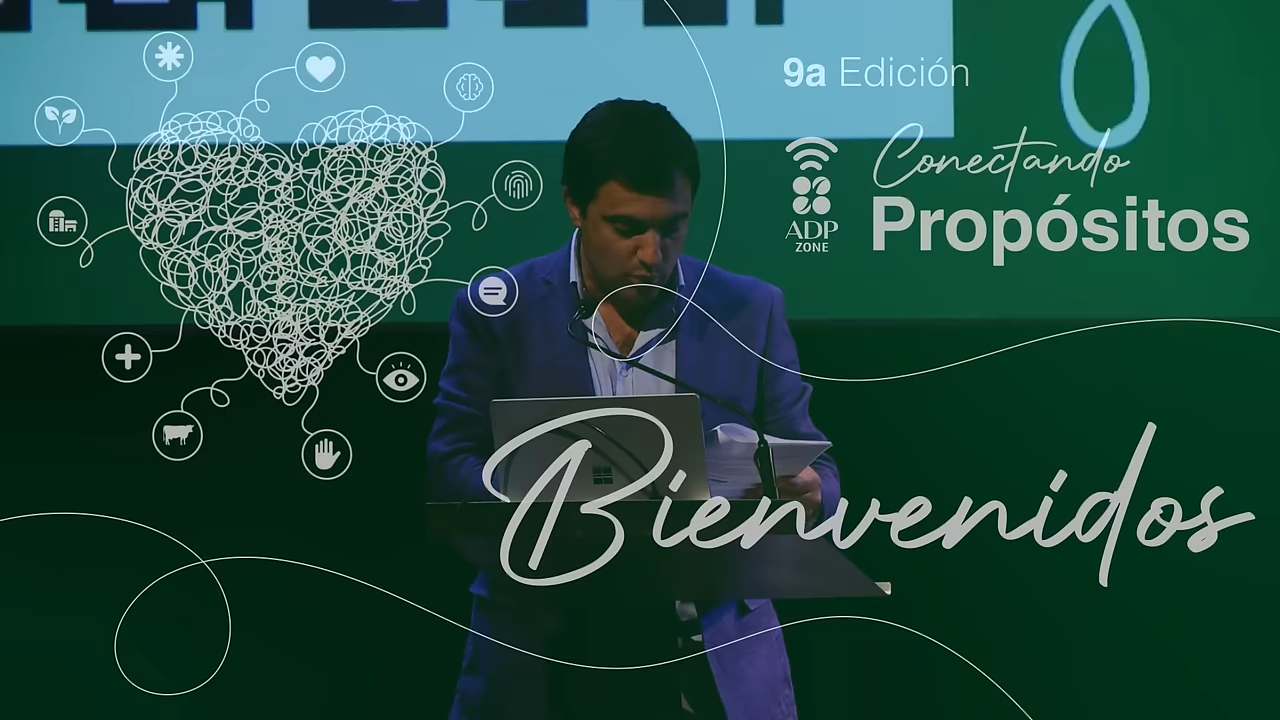 9a Edición
Conectando
Propósitos
ADP
ZONE
Bienvenidos